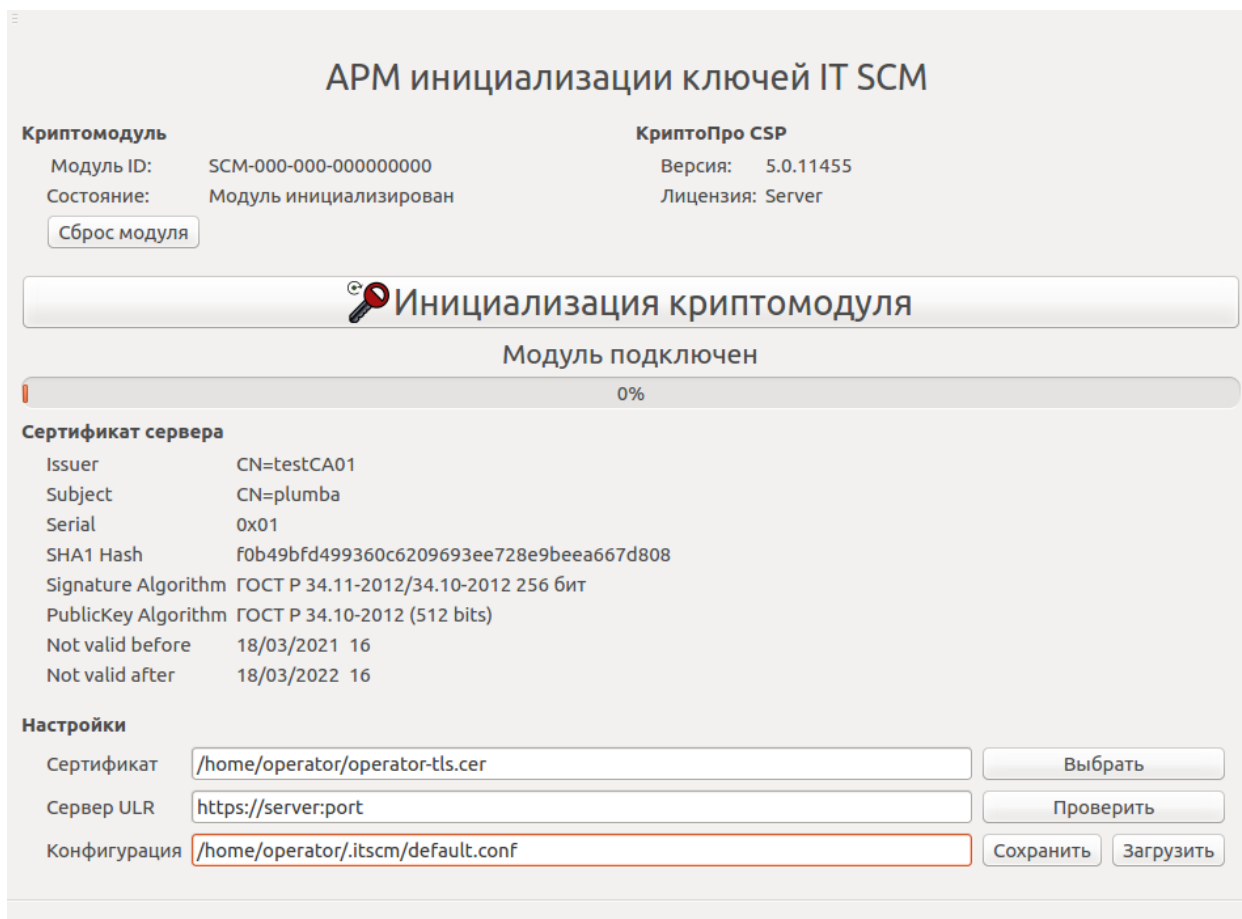 АРМ инициализации ключей IT SCM
Криптомодуль
Модуль ID: SCM-000-000-000000000
Состояние: Модуль инициализирован
Сброс модуля
КриптоПро CSP
Версия: 5.0.11455
Лицензия: Server
Инициализация криптомодуля
Модуль подключен
0%
Сертификат сервера
Issuer CN=testCA01
Subject CN=plumba
Serial 0x01
SHA1 Hash f0b49bfd499360c6209693ee728e9beea667d808
Signature Algorithm ГОСТ Р 34.11-2012/34.10-2012 256 бит
PublicKey Algorithm ГОСТ Р 34.10-2012 (512 bits)
Not valid before 18/03/2021 16
Not valid after 18/03/2022 16
Настройки
Сертификат /home/operator/operator-tls.cer Выбрать
Сервер ULR https://server:port Проверить
Конфигурация /home/operator/.itscm/default.conf Сохранить Загрузить